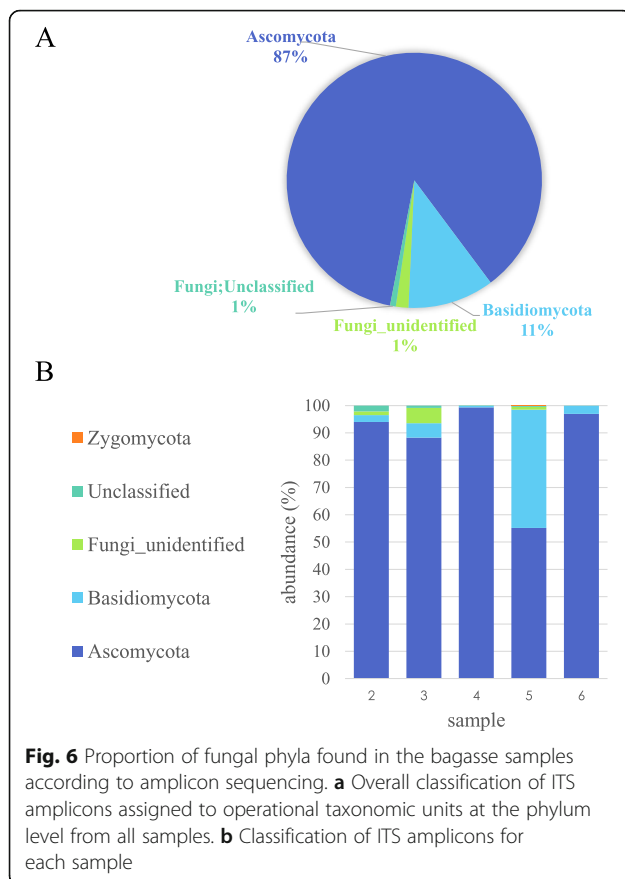 A
Ascomycota
87%
Fungi;Unclassified
1%
Fungi_unidentified
1%
Basidiomycota
11%
B
Zygomycota
Unclassified
Fungi_unidentified
Basidiomycota
Ascomycota
abundance (%)
100
90
80
70
60
50
40
30
20
10
0
2 3 4 5 6
sample
Fig. 6 Proportion of fungal phyla found in the bagasse samples
according to amplicon sequencing. a Overall classification of ITS
amplicons assigned to operational taxonomic units at the phylum
level from all samples. b Classification of ITS amplicons for
each sample